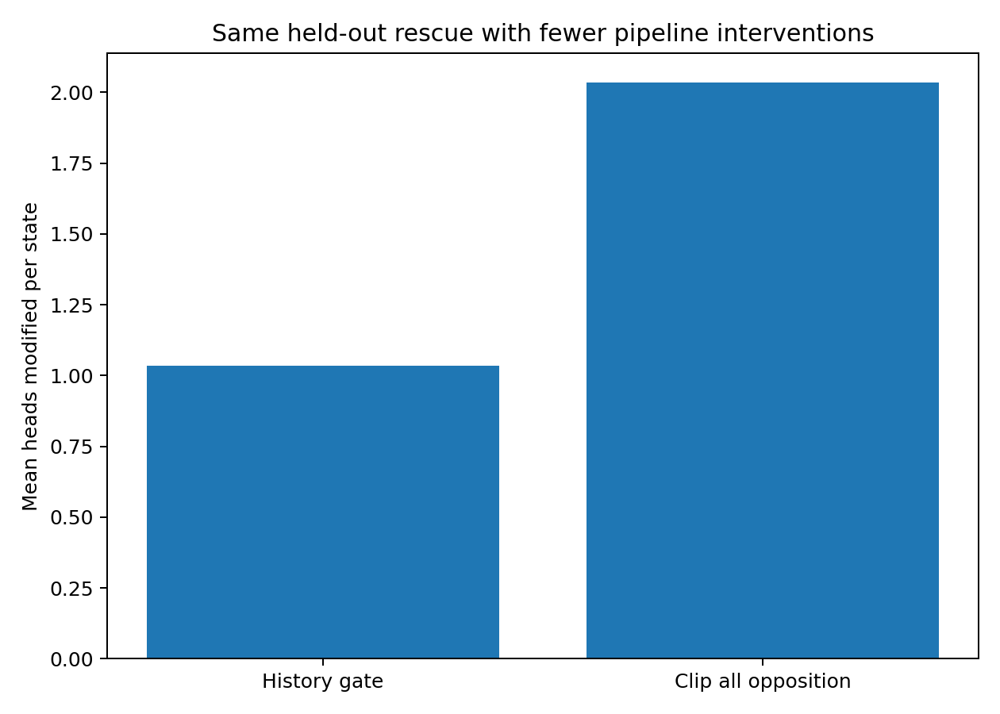 Same held-out rescue with fewer pipeline interventions
Mean heads modified per state
2.00
1.75
1.50
1.25
1.00
0.75
0.50
0.25
0.00
History gate
Clip all opposition